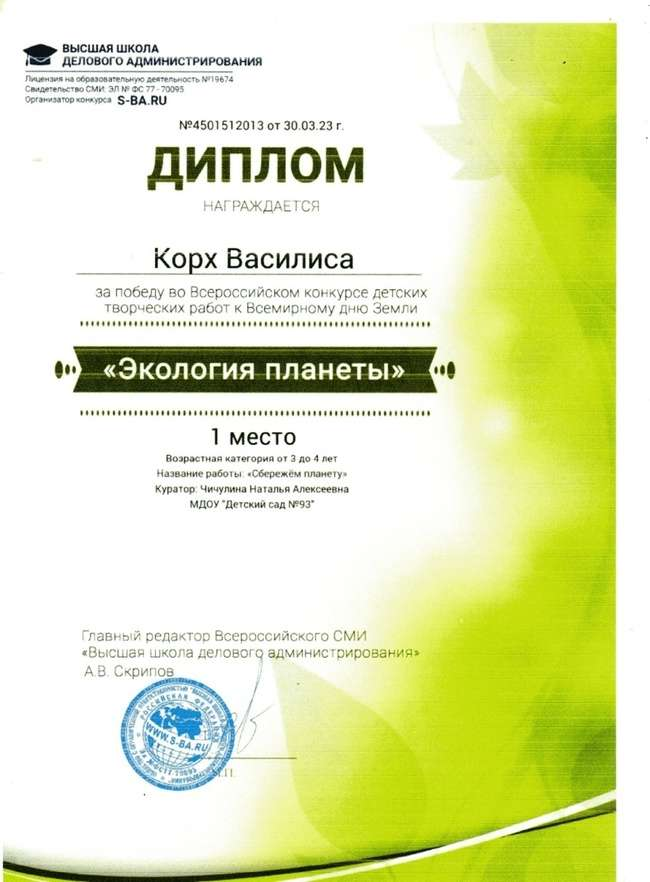 ВЫСШАЯ ШКОЛА
ДЕЛОВОГО АДМИНИСТРИРОВАНИЯ
Лицензия на образовательную деятельность №19674
Свидетельство СМИ: ЭЛ № ФС 77 - 70095
Организатор конкурса S-BA.RU
№4501512013 от 30.03.23 г.
ДИПЛОМ
НАГРАЖДАЕТСЯ
Корх Василиса
за победу во Всероссийском конкурсе детских
творческих работ к Всемирному дню Земли
«Экология планеты»
1 место
Возрастная категория от 3 до 4 лет
Название работы: «Сбережём планету»
Куратор: Чичулина Наталья Алексеевна
МДОУ "Детский сад №93"
Главный редактор Всероссийского СМИ
«Высшая школа делового администрирования»
А.В. Скрипов
РОССИЙСКАЯ ФЕДЕРАЦИЯ
WWW.S-BA.RU
М.П.